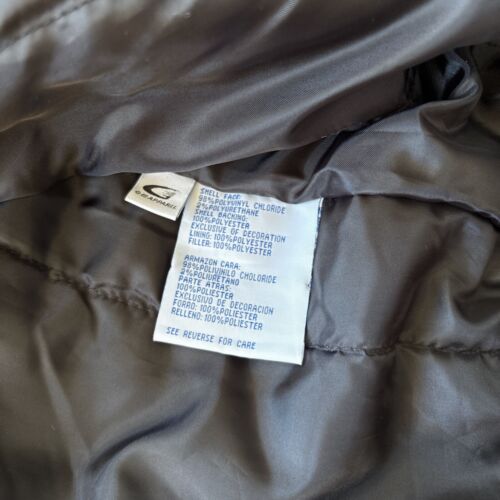 G-III APPAREL
SHELL FACE:
98%POLYVINYL CHLORIDE
2%POLYURETHANE
SHELL BACKING:
100%POLYESTER
EXCLUSIVE OF DECORATION
LINING: 100%POLYESTER
FILLER: 100%POLYESTER
ARMAZON CARA:
98%POLIVINILO CHOLORIDE
2%POLIURETANO
PARTE ATRAS:
100%POLIESTER
EXCLUSIVO DE DECORACIÓN
FORRO: 100%POLIESTER
RELLENO: 100%POLIESTER
SEE REVERSE FOR CARE